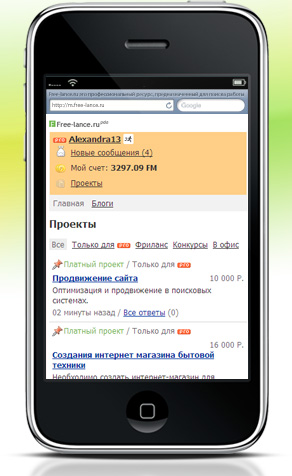 Free-lance.ru это профессиональный ресурс, предназначенный для поиска работы
http://m.free-lance.ru
Google
Free-lance.ru pda
pro Alexandra13
Новые сообщения (4)
Мой счет: 3297.09 FM
Проекты
Главная Блоги
Проекты
Все Только для pro Фриланс Конкурсы В офис
Платный проект / Только для pro
Продвижение сайта 10 000 Р.
Оптимизация и продвижение в поисковых
системах.
02 минуты назад / Все ответы (0)
Платный проект / Только для pro
16 000 Р.
Создания интернет магазина бытовой
техники
Необходимо создать интернет-магазин для